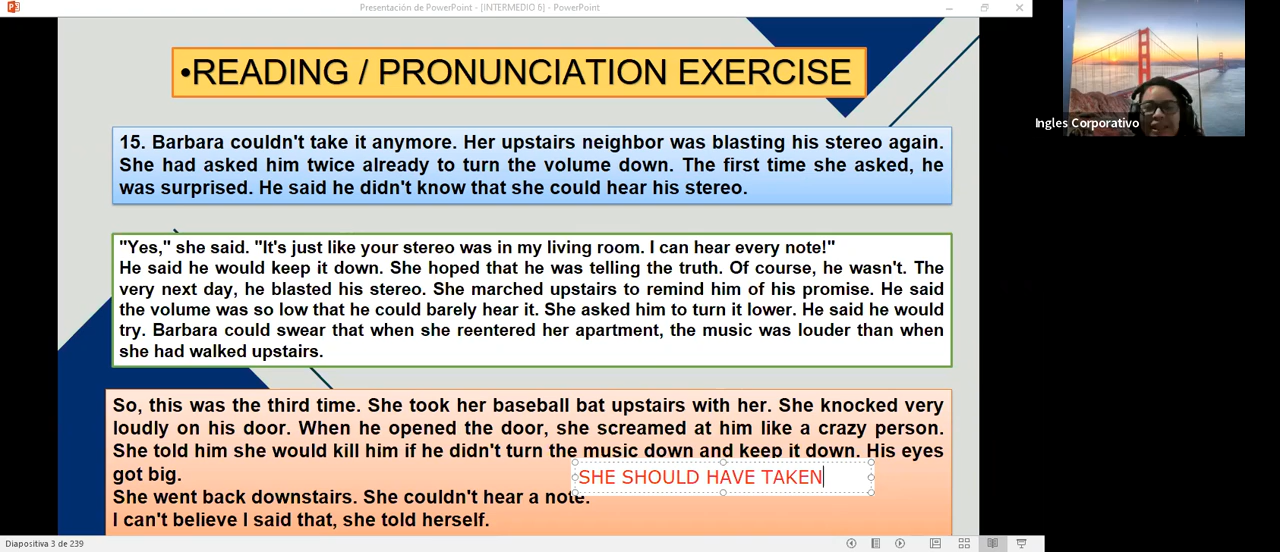 Presentación de PowerPoint - [INTERMEDIO 6] - PowerPoint
•READING / PRONUNCIATION EXERCISE
Ingles Corporativo
15. Barbara couldn't take it anymore. Her upstairs neighbor was blasting his stereo again.
She had asked him twice already to turn the volume down. The first time she asked, he
was surprised. He said he didn't know that she could hear his stereo.
"Yes," she said. "It's just like your stereo was in my living room. I can hear every note!"
He said he would keep it down. She hoped that he was telling the truth. Of course, he wasn't. The
very next day, he blasted his stereo. She marched upstairs to remind him of his promise. He said
the volume was so low that he could barely hear it. She asked him to turn it lower. He said he would
try. Barbara could swear that when she reentered her apartment, the music was louder than when
she had walked upstairs.
So, this was the third time. She took her baseball bat upstairs with her. She knocked very
loudly on his door. When he opened the door, she screamed at him like a crazy person.
She told him she would kill him if he didn't turn the music down and keep it down. His eyes
got big.
SHE SHOULD HAVE TAKEN
She went back downstairs. She couldn't hear a note.
I can't believe I said that, she told herself.
Diapositiva 3 de 239